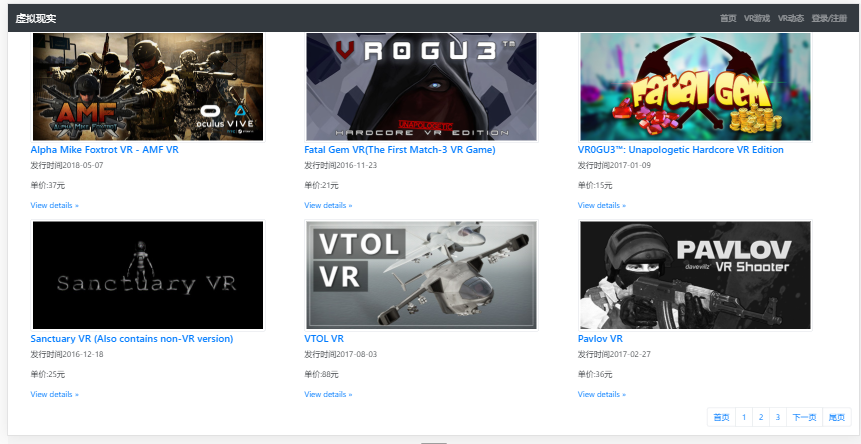 虚拟现实
首页 VR游戏 VR动态 登录/注册
AMF
ALPHA MIKE FOXTROT
oculus VIVE
VROGU3™
UNAPOLOGETIC
HARDCORE VR EDITION
Fatal Gem
Alpha Mike Foxtrot VR - AMF VR
发行时间2018-05-07
单价:37元
View details »
Fatal Gem VR(The First Match-3 VR Game)
发行时间2016-11-23
单价:21元
View details »
VR0GU3™: Unapologetic Hardcore VR Edition
发行时间2017-01-09
单价:15元
View details »
Sanctuary VR
VTOL
VR
PAVLOV
davevillz' VR Shooter
Sanctuary VR (Also contains non-VR version)
发行时间2016-12-18
单价:25元
View details »
VTOL VR
发行时间2017-08-03
单价:88元
View details »
Pavlov VR
发行时间2017-02-27
单价:36元
View details »
首页 1 2 3 下一页 尾页